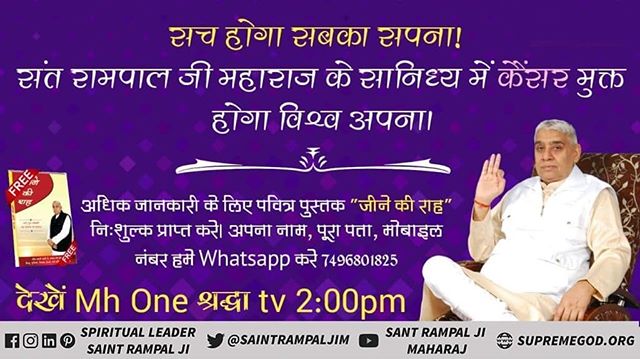 सच होगा सबका सपना!
संत रामपाल जी महाराज के सानिध्य में कैंसर मुक्त
होगा विश्व अपना।
FREE
की
राह
FREE
अधिक जानकारी के लिए पवित्र पुस्तक "जीने की राह"
निःशुल्क प्राप्त करें। अपना नाम, पूरा पता, मोबाइल
नंबर हमे Whatsapp करे 7496801825
देखें Mh One श्रद्धा tv 2:00pm
SPIRITUAL LEADER
SAINT RAMPAL JI
@SAINTRAMPALJIM
SANT RAMPAL JI
MAHARAJ
SUPREMEGOD.ORG